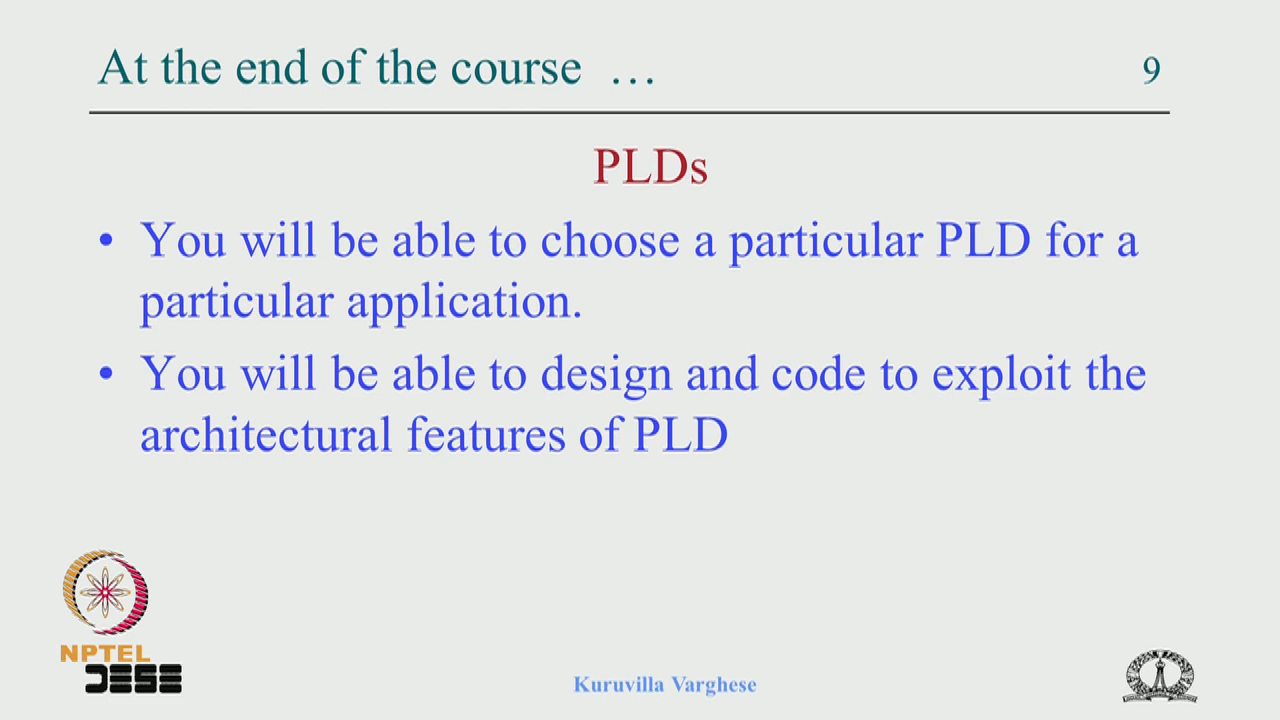 At the end of the course …
9
PLDs
• You will be able to choose a particular PLD for a
particular application.
• You will be able to design and code to exploit the
architectural features of PLD
NPTEL
DESE
Kuruvilla Varghese